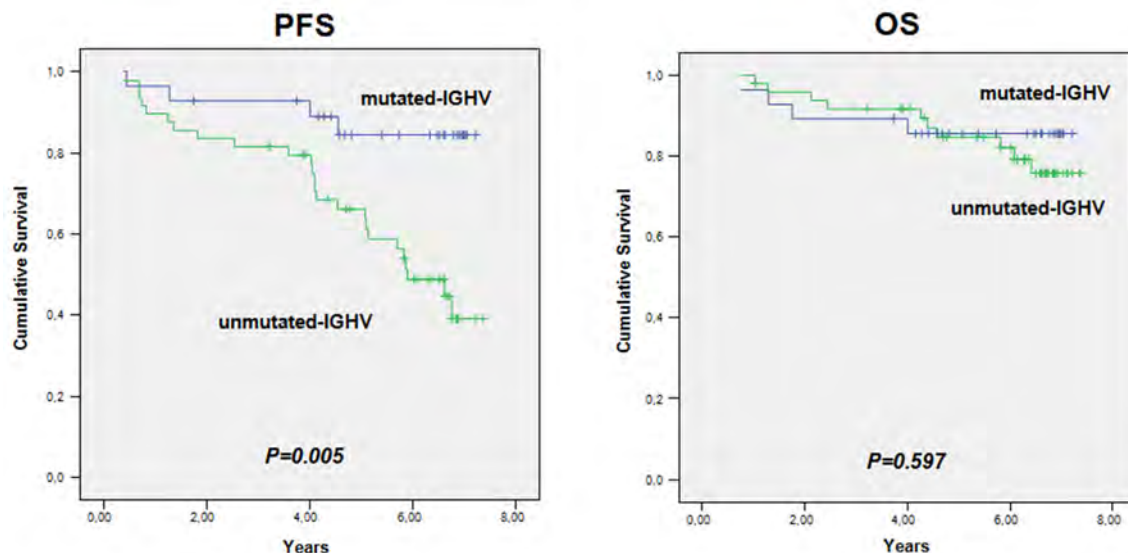 PFS
Cumulative Survival
1,0
0,8
0,6
0,4
0,2
0,0
mutated-IGHV
unmutated-IGHV
P=0.005
0,00 2,00 4,00 6,00 8,00
Years
OS
Cumulative Survival
1,0
0,8
0,6
0,4
0,2
0,0
mutated-IGHV
unmutated-IGHV
P=0.597
0,00 2,00 4,00 6,00 8,00
Years